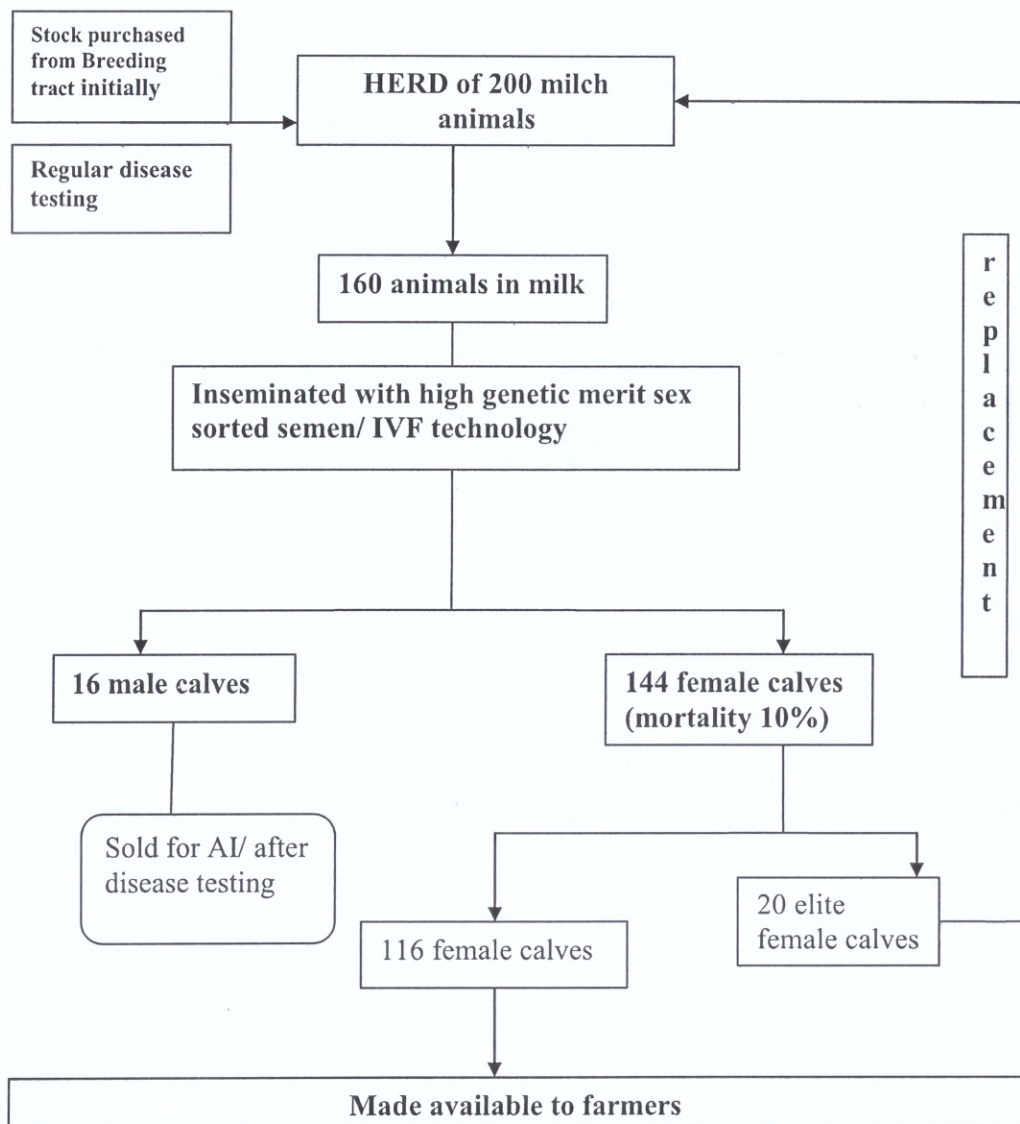 Stock purchased
from Breeding
tract initially
HERD of 200 milch
animals
Regular disease
testing
160 animals in milk
replacement
Inseminated with high genetic merit sex
sorted semen/ IVF technology
16 male calves
144 female calves
(mortality 10%)
Sold for AI/ after
disease testing
116 female calves
20 elite
female calves
Made available to farmers